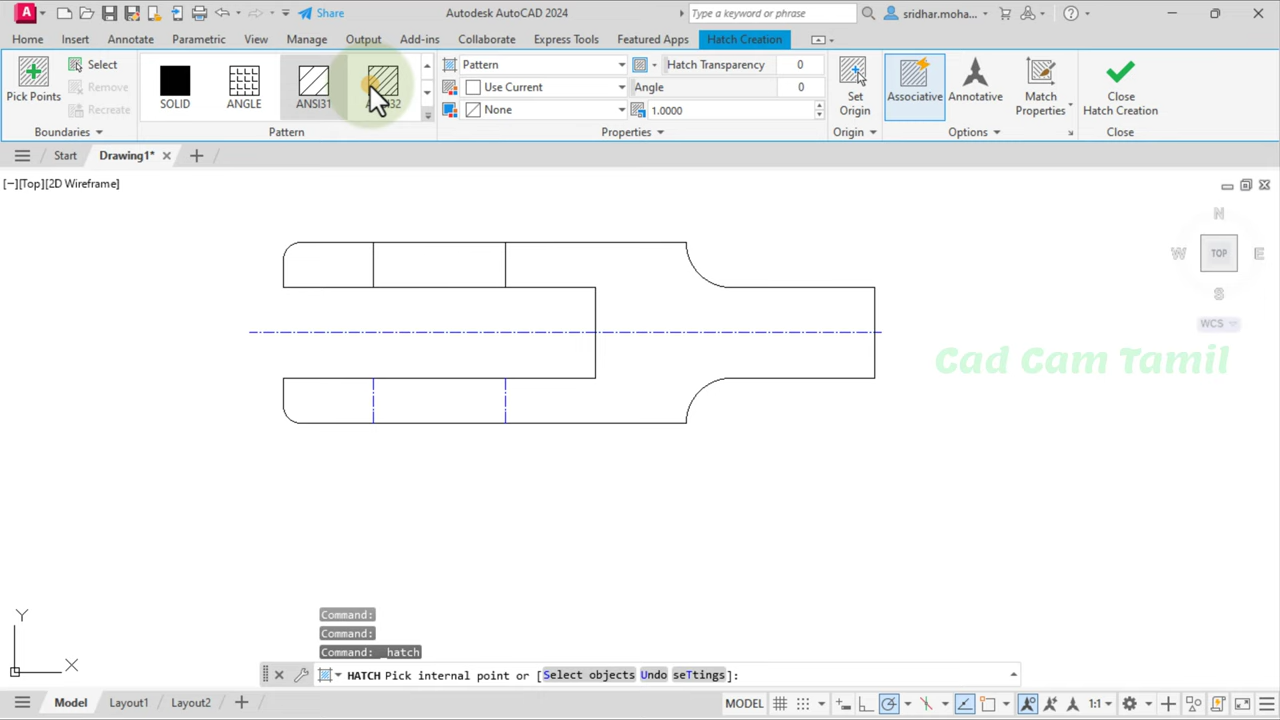 Share
Autodesk AutoCAD 2024
Type a keyword or phrase
sridhar.moha...
Home Insert Annotate Parametric View Manage Output Add-ins Collaborate Express Tools Featured Apps Hatch Creation
Pick Points
Select
Remove
Recreate
Boundaries
SOLID
ANGLE
ANSI31
Pattern
Pattern
Use Current
None
Hatch Transparency 0
Angle 0
1.0000
Properties
Set
Origin
Origin
Associative
Annotative
Match
Properties
Options
Close
Hatch Creation
Close
Start Drawing1*
[−][Top][2D Wireframe]
N
W TOP E
S
WCS
Cad Cam Tamil
Y
X
Command:
Command:
Command: _hatch
HATCH Pick internal point or [Select objects Undo seTtings]:
Model Layout1 Layout2
MODEL
1:1